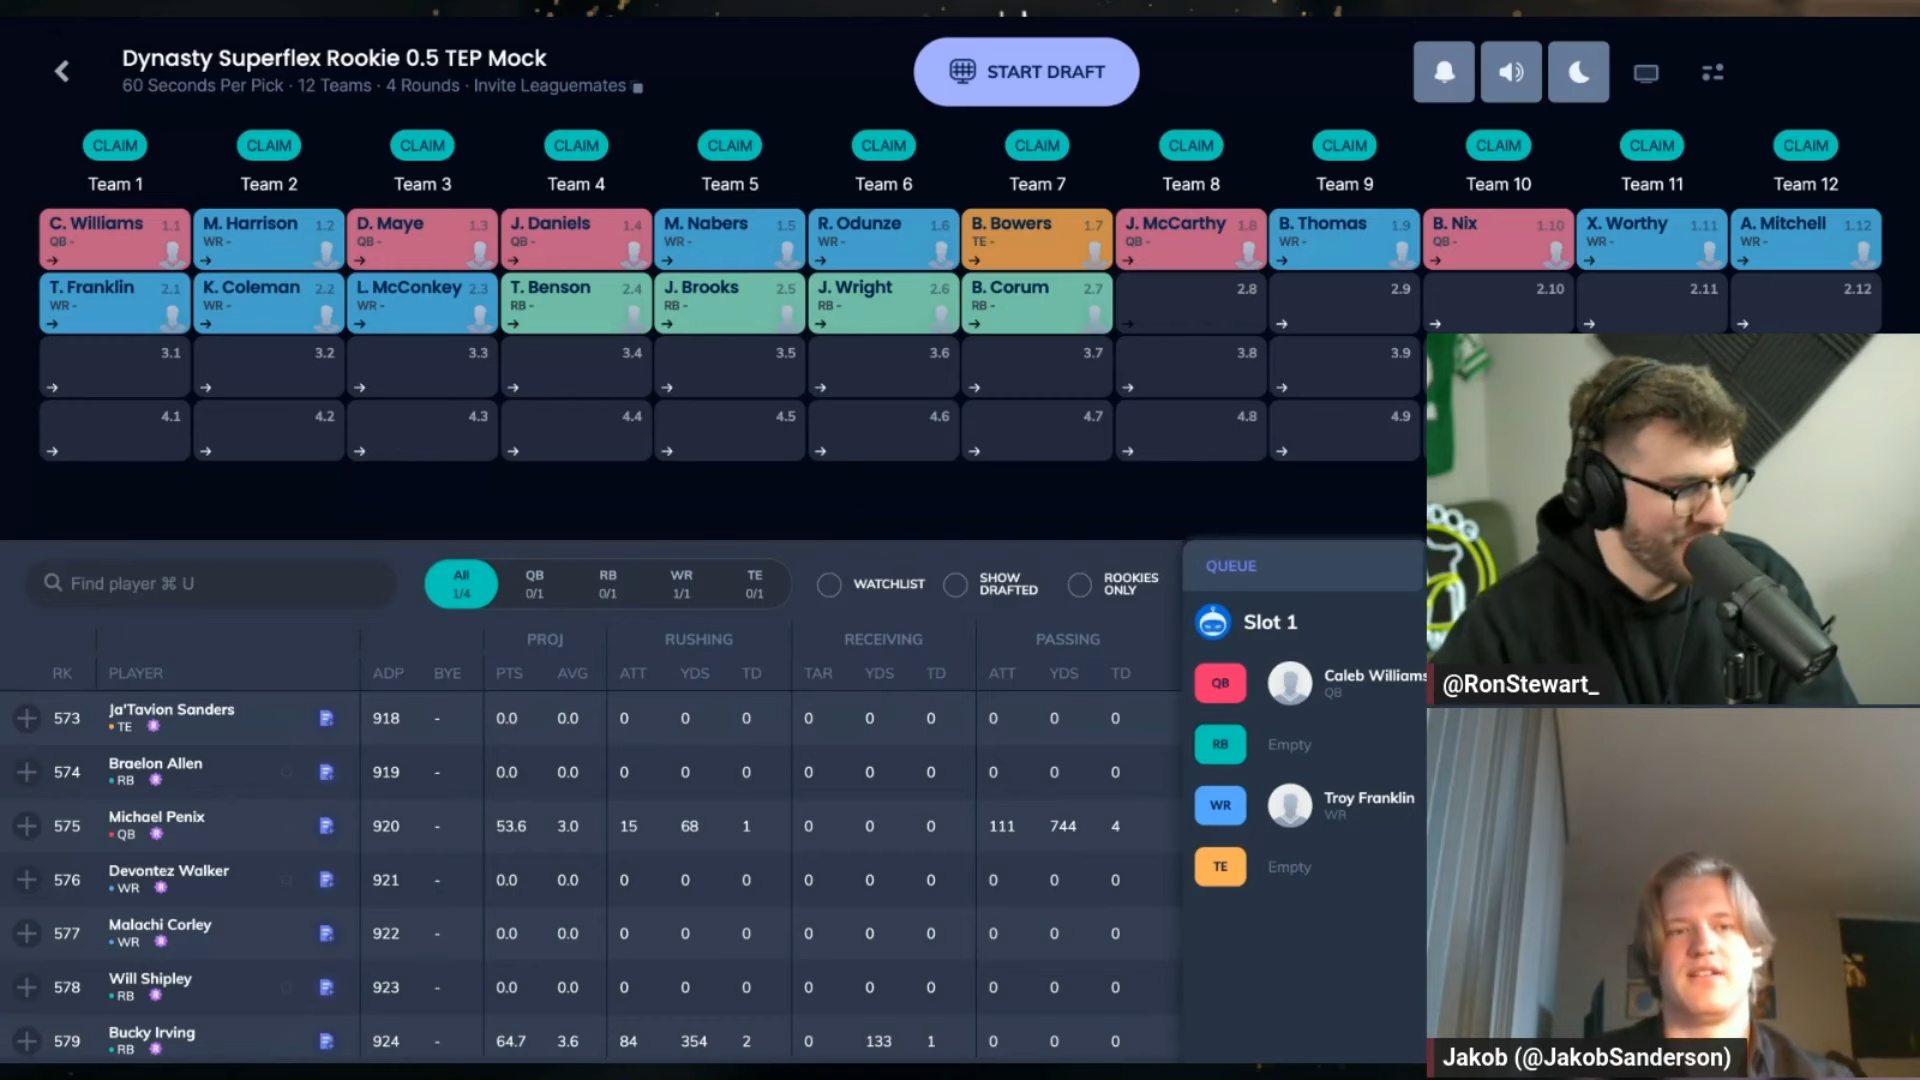 Dynasty Superflex Rookie 0.5 TEP Mock
60 Seconds Per Pick · 12 Teams · 4 Rounds · Invite Leaguemates
START DRAFT
CLAIM CLAIM CLAIM CLAIM CLAIM CLAIM CLAIM CLAIM CLAIM CLAIM CLAIM CLAIM
Team 1 Team 2 Team 3 Team 4 Team 5 Team 6 Team 7 Team 8 Team 9 Team 10 Team 11 Team 12
C. Williams 1.1 M. Harrison 1.2 D. Maye 1.3 J. Daniels 1.4 M. Nabers 1.5 R. Odunze 1.6 B. Bowers 1.7 J. McCarthy 1.8 B. Thomas 1.9 B. Nix 1.10 X. Worthy 1.11 A. Mitchell 1.12
QB - WR - QB - QB - WR - WR - TE - QB - WR - QB - WR - WR -
T. Franklin 2.1 K. Coleman 2.2 L. McConkey 2.3 T. Benson 2.4 J. Brooks 2.5 J. Wright 2.6 B. Corum 2.7 2.8 2.9 2.10 2.11 2.12
WR - WR - WR - RB - RB - RB - RB -
3.1 3.2 3.3 3.4 3.5 3.6 3.7 3.8 3.9
4.1 4.2 4.3 4.4 4.5 4.6 4.7 4.8 4.9
Find player ⌘ U
All QB RB WR TE
1/4 0/1 0/1 1/1 0/1
WATCHLIST
SHOW
DRAFTED
ROOKIES
ONLY
PROJ RUSHING RECEIVING PASSING
RK PLAYER ADP BYE PTS AVG ATT YDS TD TAR YDS TD ATT YDS TD
573 Ja'Tavion Sanders 918 - 0.0 0.0 0 0 0 0 0 0 0 0 0
TE
574 Braelon Allen 919 - 0.0 0.0 0 0 0 0 0 0 0 0 0
RB
575 Michael Penix 920 - 53.6 3.0 15 68 1 0 0 0 111 744 4
QB
576 Devontez Walker 921 - 0.0 0.0 0 0 0 0 0 0 0 0 0
WR
577 Malachi Corley 922 - 0.0 0.0 0 0 0 0 0 0 0 0 0
WR
578 Will Shipley 923 - 0.0 0.0 0 0 0 0 0 0 0 0 0
RB
579 Bucky Irving 924 - 64.7 3.6 84 354 2 0 133 1 0 0 0
RB
QUEUE
Slot 1
QB Caleb Williams
QB
RB Empty
WR Troy Franklin
WR
TE Empty
@RonStewart_
Jakob (@JakobSanderson)